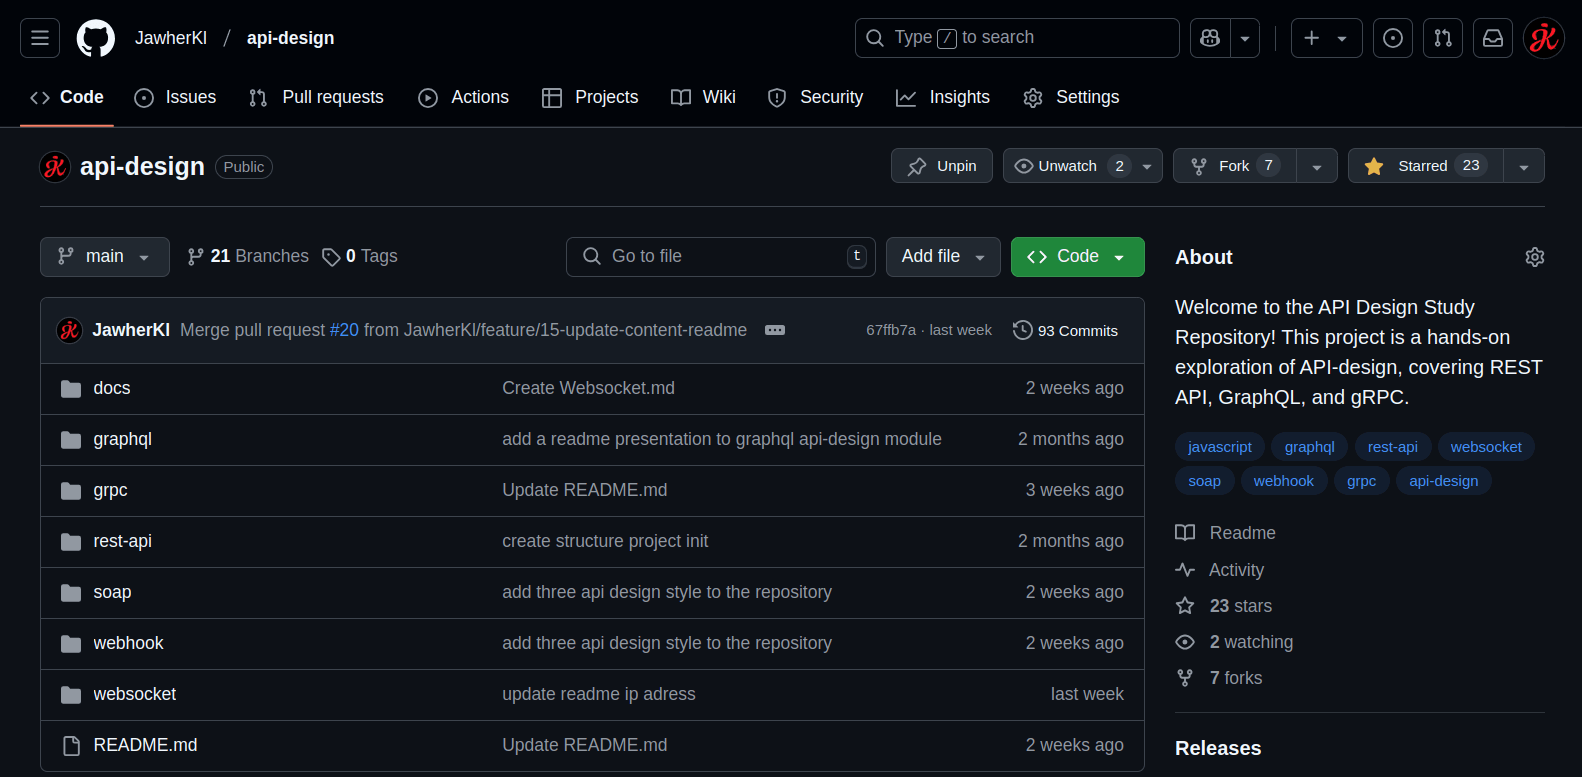 JawherKl / api-design
Type / to search
Code Issues Pull requests Actions Projects Wiki Security Insights Settings
api-design Public
Unpin Unwatch 2 Fork 7 Starred 23
main 21 Branches 0 Tags Go to file t Add file Code
JawherKl Merge pull request #20 from JawherKl/feature/15-update-content-readme 67ffb7a · last week 93 Commits
docs Create Websocket.md 2 weeks ago
graphql add a readme presentation to graphql api-design module 2 months ago
grpc Update README.md 3 weeks ago
rest-api create structure project init 2 months ago
soap add three api design style to the repository 2 weeks ago
webhook add three api design style to the repository 2 weeks ago
websocket update readme ip adress last week
README.md Update README.md 2 weeks ago
About
Welcome to the API Design Study
Repository! This project is a hands-on
exploration of API-design, covering REST
API, GraphQL, and gRPC.
javascript graphql rest-api websocket
soap webhook grpc api-design
Readme
Activity
23 stars
2 watching
7 forks
Releases